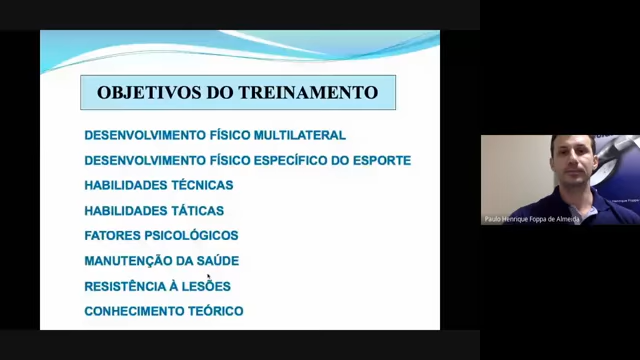 OBJETIVOS DO TREINAMENTO
DESENVOLVIMENTO FÍSICO MULTILATERAL
DESENVOLVIMENTO FÍSICO ESPECÍFICO DO ESPORTE
HABILIDADES TÉCNICAS
HABILIDADES TÁTICAS
FATORES PSICOLÓGICOS
MANUTENÇÃO DA SAÚDE
RESISTÊNCIA À LESÕES
CONHECIMENTO TEÓRICO
Paulo Henrique Foppa de Almeida